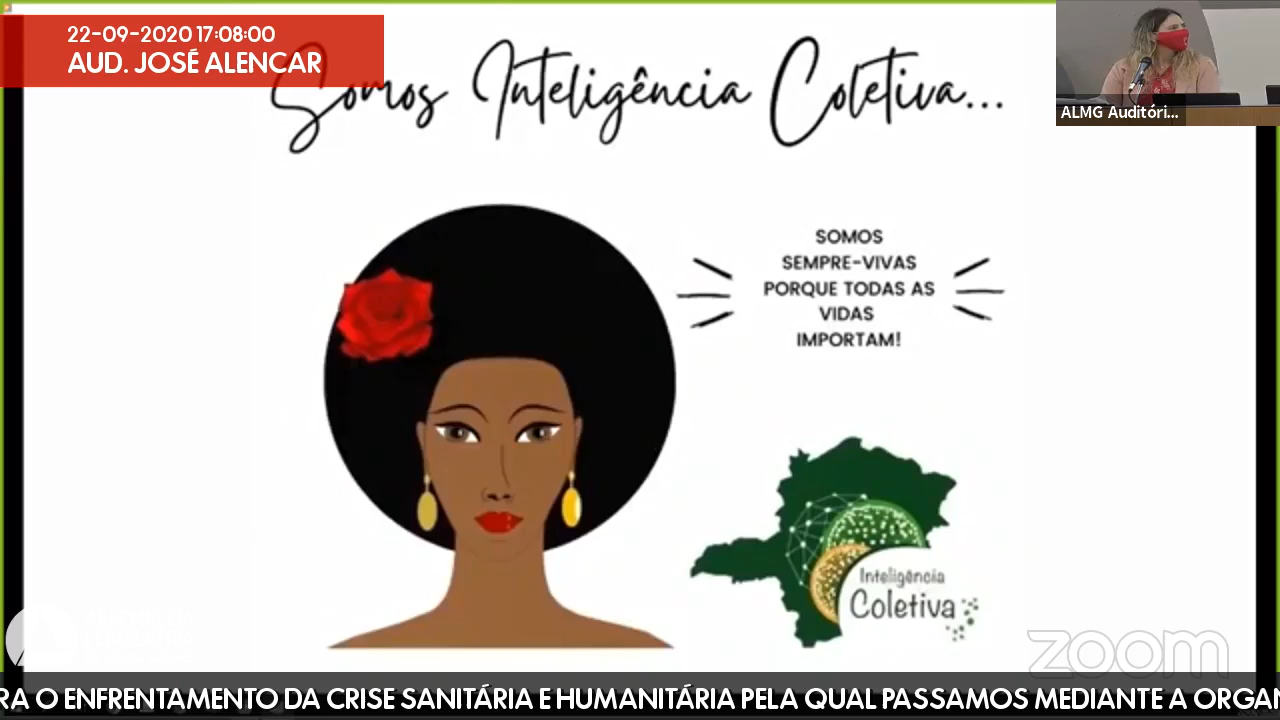 22-09-2020 17:08:00
AUD. JOSÉ ALENCAR
Somos Inteligência Coletiva...
ALMG Auditóri...
SOMOS
SEMPRE-VIVAS
PORQUE TODAS AS
VIDAS
IMPORTAM!
Inteligência
Coletiva
zoom
RA O ENFRENTAMENTO DA CRISE SANITÁRIA E HUMANITÁRIA PELA QUAL PASSAMOS MEDIANTE A ORGAN